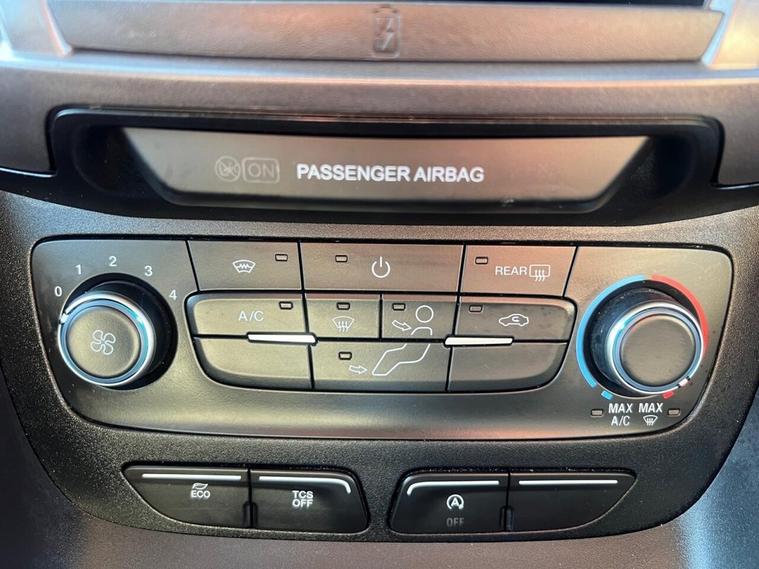 ON PASSENGER AIRBAG
0 1 2 3 4
REAR
A/C
MAX MAX
A/C
ECO
TCS
OFF
A
OFF